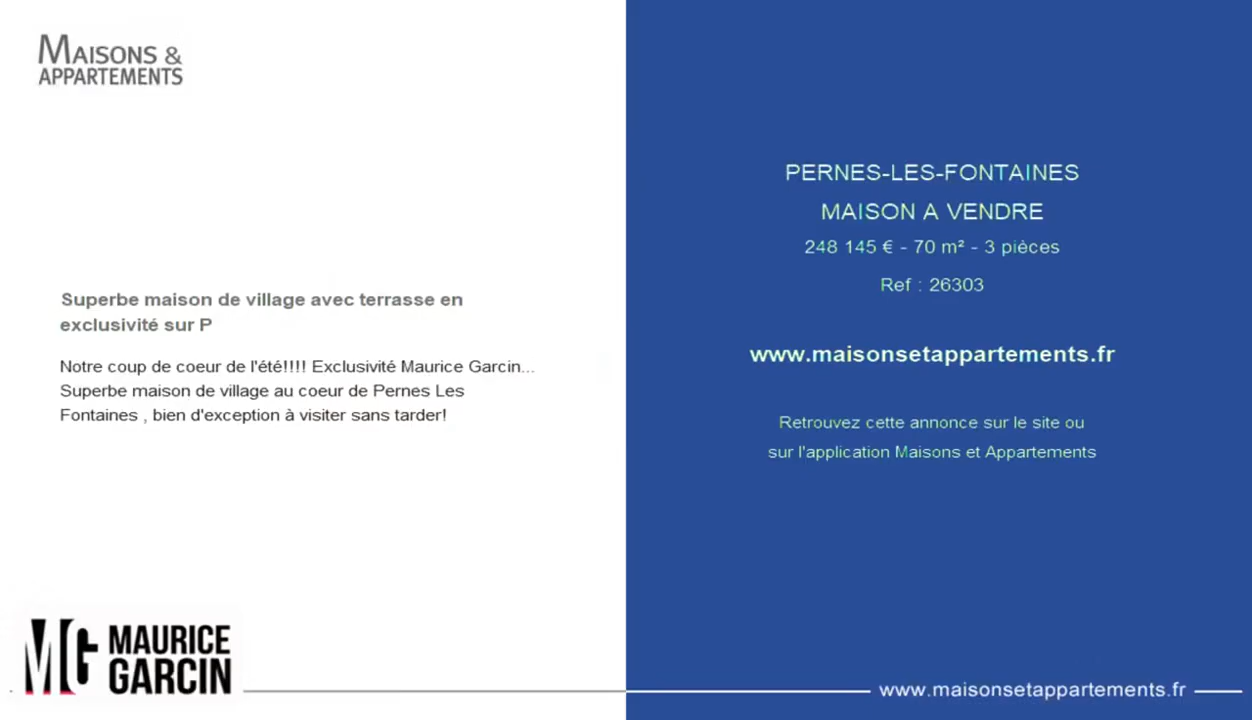 MAISONS &
APPARTEMENTS
Superbe maison de village avec terrasse en
exclusivité sur P
Notre coup de coeur de l'été!!!! Exclusivité Maurice Garcin...
Superbe maison de village au coeur de Pernes Les
Fontaines , bien d'exception à visiter sans tarder!
MG MAURICE
GARCIN
PERNES-LES-FONTAINES
MAISON A VENDRE
248 145 € - 70 m² - 3 pièces
Ref : 26303
www.maisonsetappartements.fr
Retrouvez cette annonce sur le site ou
sur l'application Maisons et Appartements
www.maisonsetappartements.fr